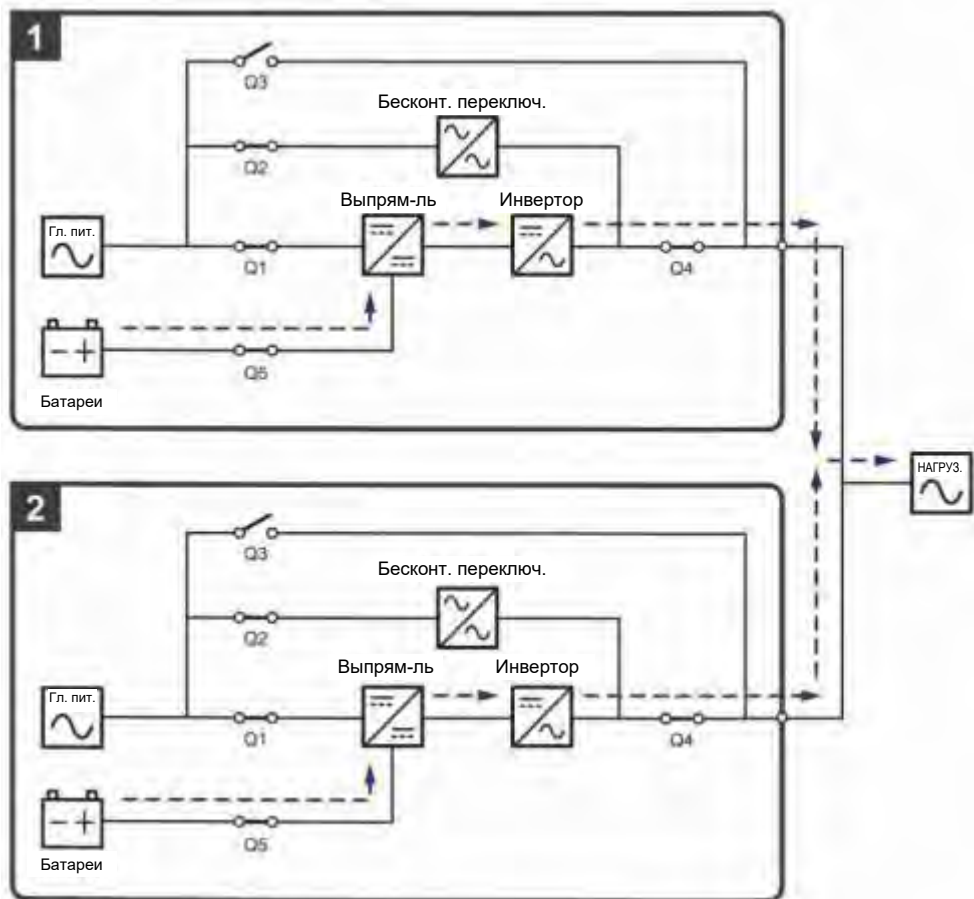 1
Q3
Бесконт. переключ.
Q2
Выпрям-ль
Инвертор
Гл. пит.
Q1
Q4
Q5
Батареи
НАГРУЗ.
2
Q3
Бесконт. переключ.
Q2
Выпрям-ль
Инвертор
Гл. пит.
Q1
Q4
Q5
Батареи